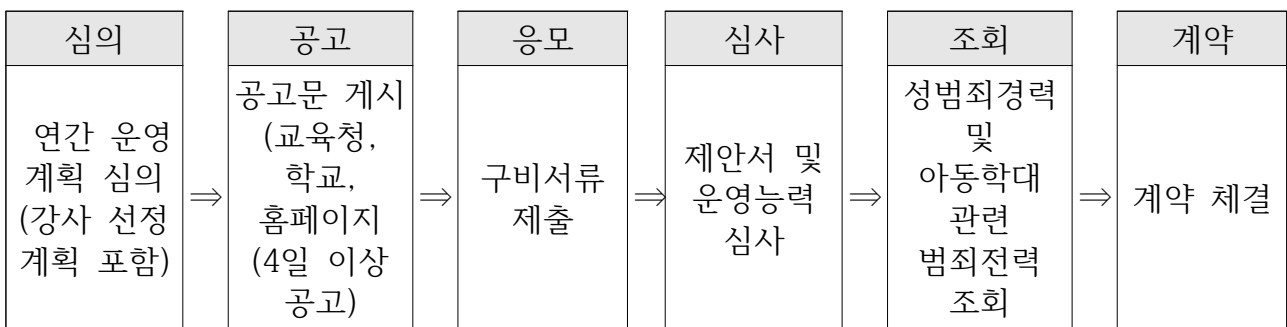 심의
연간 운영
계획 심의
(강사 선정
계획 포함)
⇒
공고
공고문 게시
(교육청,
학교,
홈페이지
(4일 이상
공고)
⇒
응모
구비서류
제출
⇒
심사
제안서 및
운영능력
심사
⇒
조회
성범죄경력
및
아동학대
관련
범죄전력
조회
⇒
계약
계약 체결